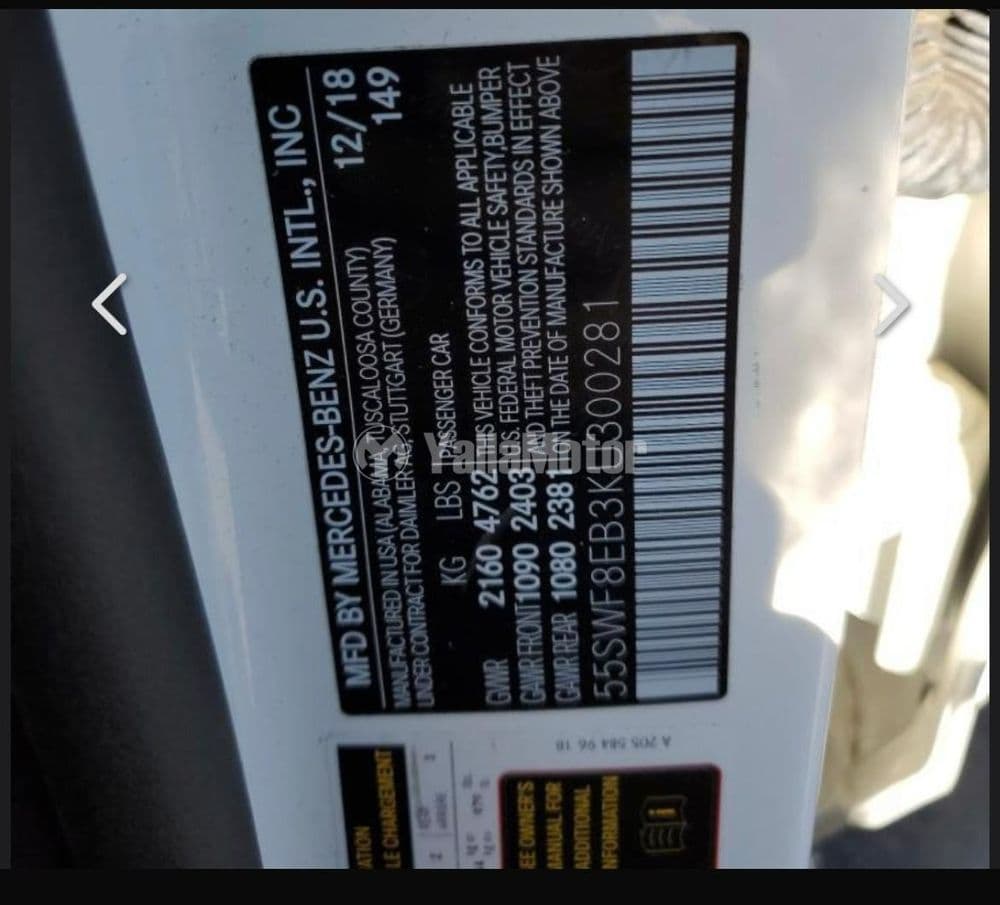 MFD BY MERCEDES-BENZ U.S. INTL., INC
12/18
MANUFACTURED IN USA (ALABAMA, TUSCALOOSA COUNTY)
149
UNDER CONTRACT FOR DAIMLER AG, STUTTGART (GERMANY)
KG LBS PASSENGER CAR
GVWR 2160 4762 THIS VEHICLE CONFORMS TO ALL APPLICABLE
GAWR FRONT 1090 2403 U.S. FEDERAL MOTOR VEHICLE SAFETY, BUMPER
GAWR REAR 1080 2381 AND THEFT PREVENTION STANDARDS IN EFFECT
ON THE DATE OF MANUFACTURE SHOWN ABOVE
55SWF8EB3KU300281
YallaMotor
A 205 584 96 18
LE CHARGEMENT
SEE OWNER'S
MANUAL FOR
ADDITIONAL
INFORMATION